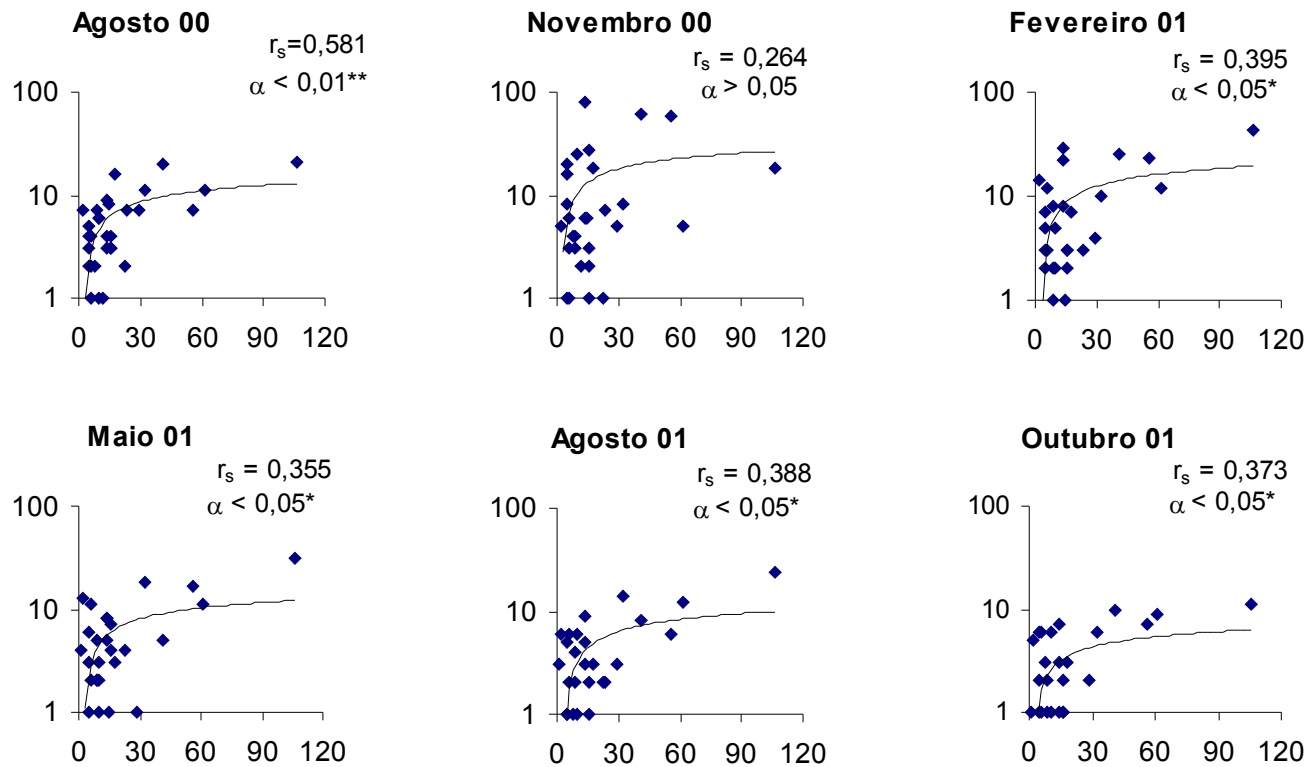 Agosto 00
rs=0,581
α < 0,01**
100
10
1
0 30 60 90 120
Novembro 00
rs = 0,264
α > 0,05
100
10
1
0 30 60 90 120
Fevereiro 01
rs = 0,395
α < 0,05*
100
10
1
0 30 60 90 120
Maio 01
rs = 0,355
α < 0,05*
100
10
1
0 30 60 90 120
Agosto 01
rs = 0,388
α < 0,05*
100
10
1
0 30 60 90 120
Outubro 01
rs = 0,373
α < 0,05*
100
10
1
0 30 60 90 120